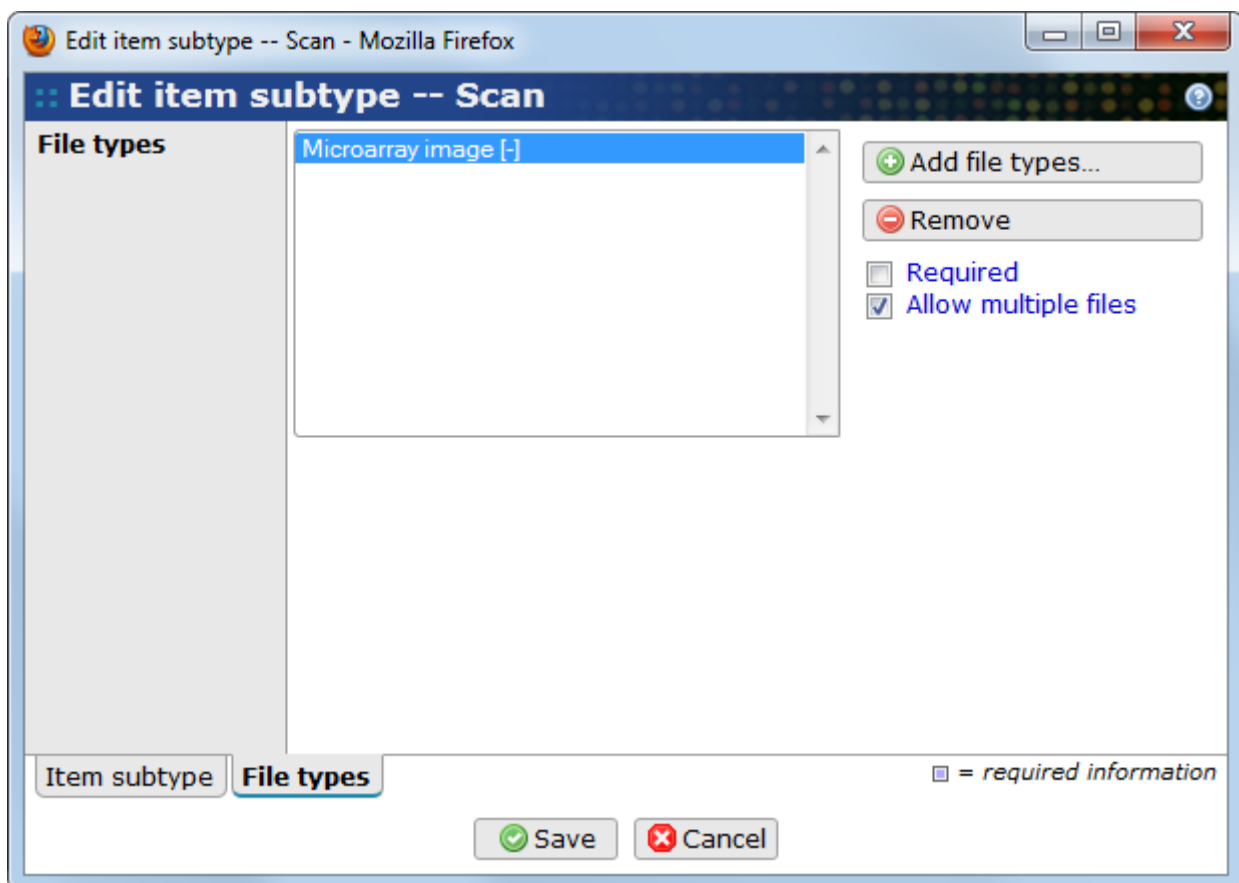 Edit item subtype -- Scan - Mozilla Firefox
:: Edit item subtype -- Scan
File types
Microarray image [-]
Add file types...
Remove
Required
Allow multiple files
Item subtype
File types
= required information
Save
Cancel